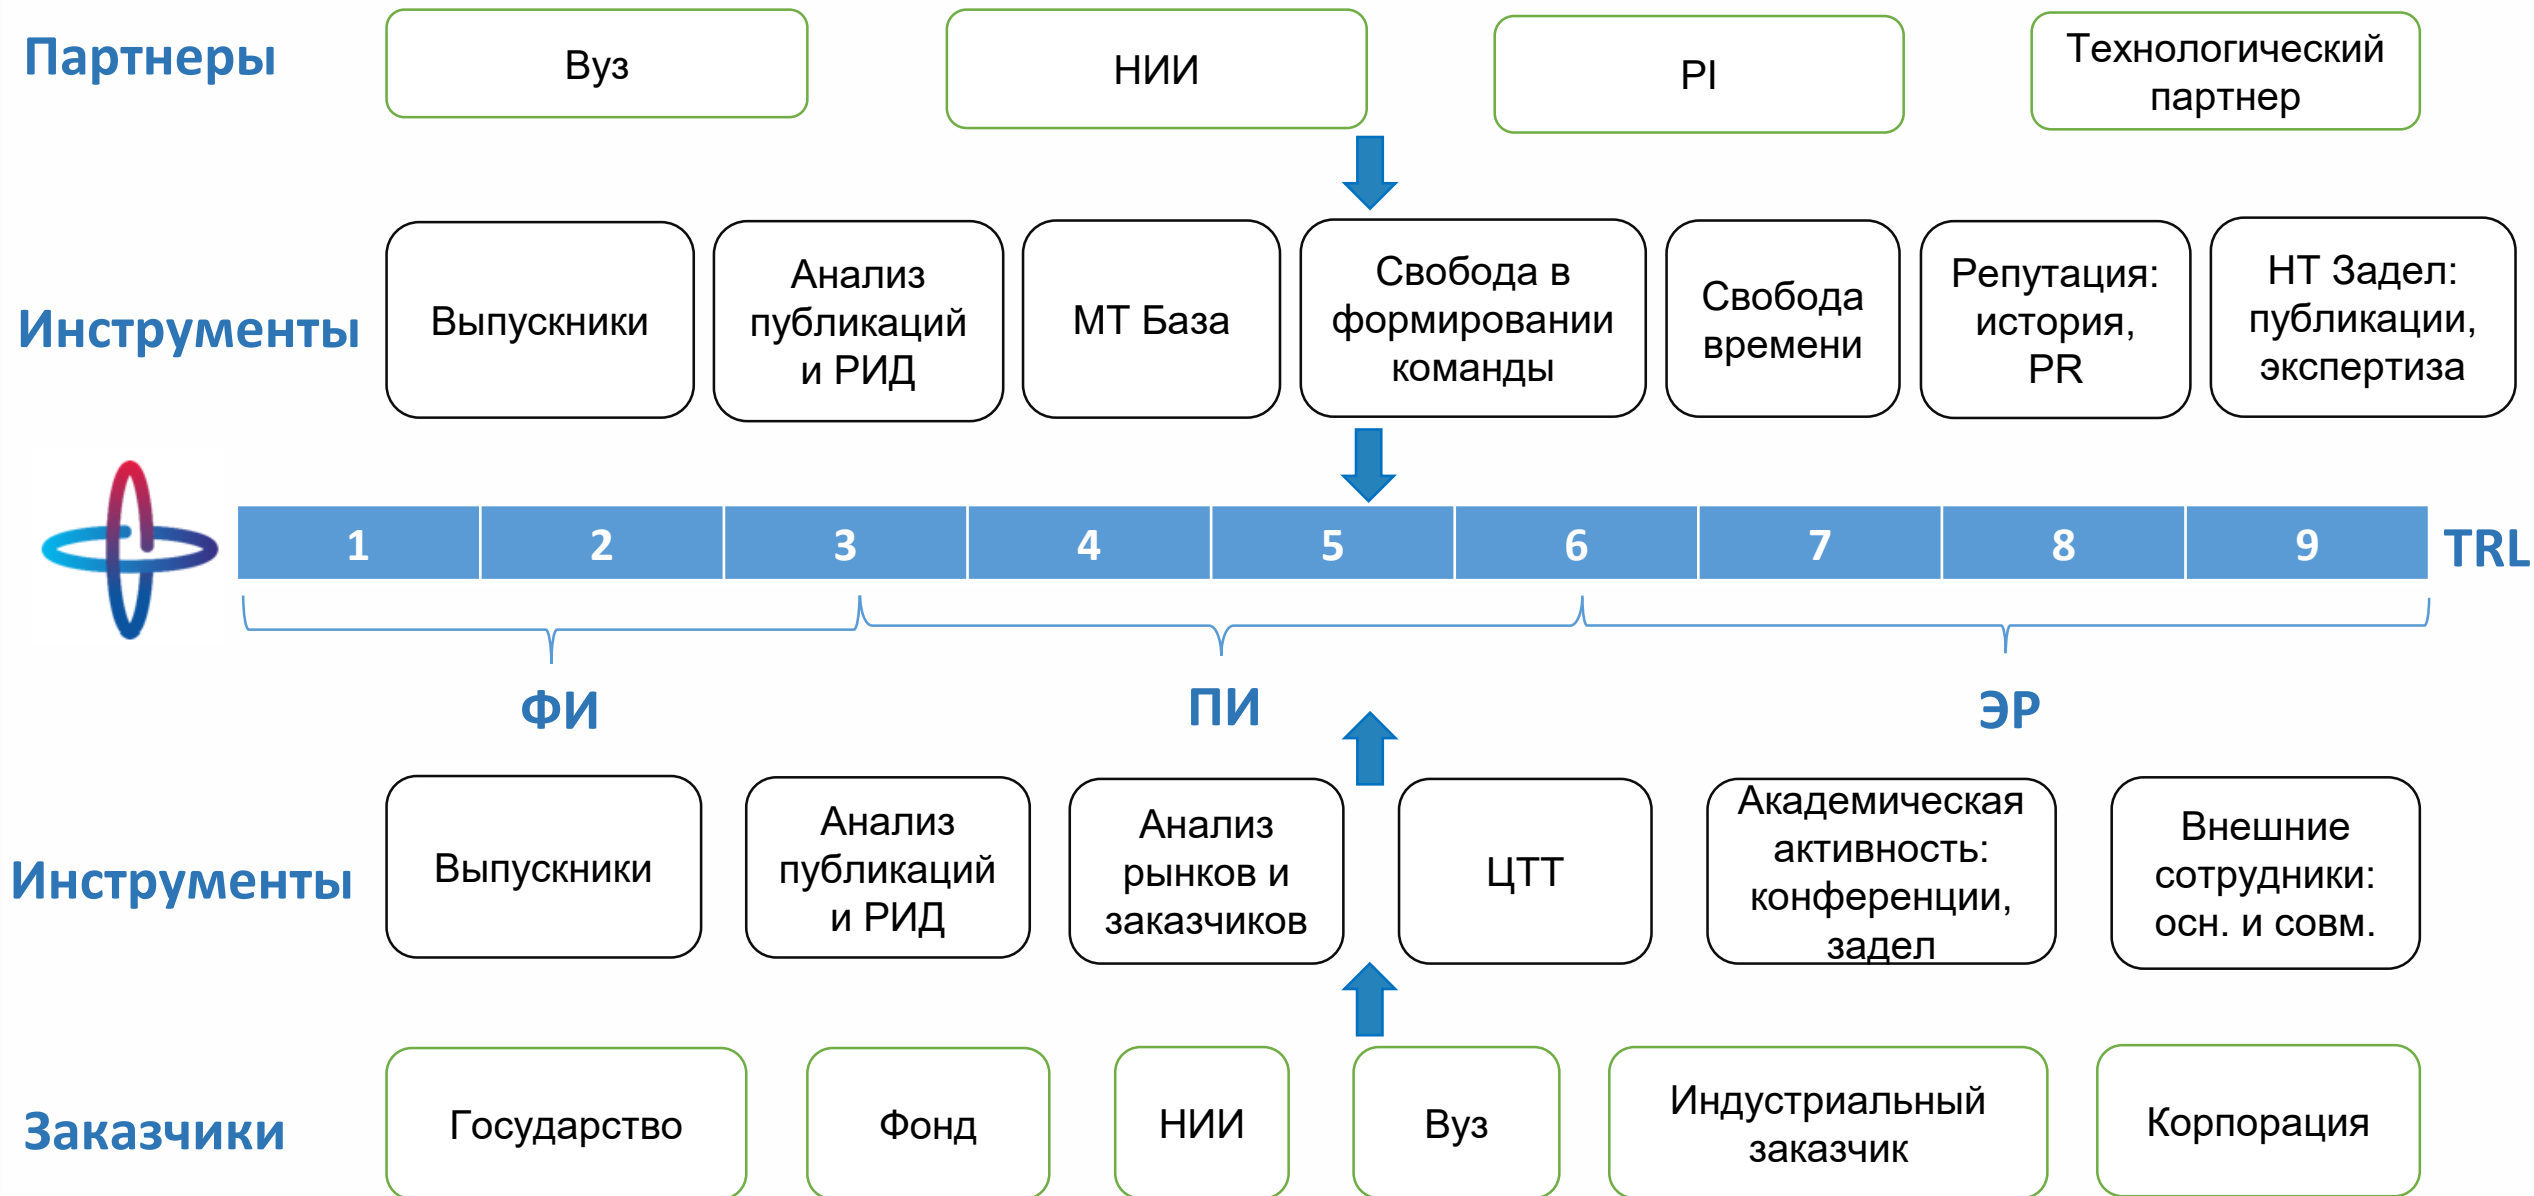 Партнеры
Вуз
НИИ
PI
Технологический
партнер
Инструменты
Выпускники
Анализ
публикаций
и РИД
МТ База
Свобода в
формировании
команды
Свобода
времени
Репутация:
история,
PR
НТ Задел:
публикации,
экспертиза
1
2
3
4
5
6
7
8
9
TRL
ФИ
ПИ
ЭР
Инструменты
Выпускники
Анализ
публикаций
и РИД
Анализ
рынков и
заказчиков
ЦТТ
Академическая
активность:
конференции,
задел
Внешние
сотрудники:
осн. и совм.
Заказчики
Государство
Фонд
НИИ
Вуз
Индустриальный
заказчик
Корпорация